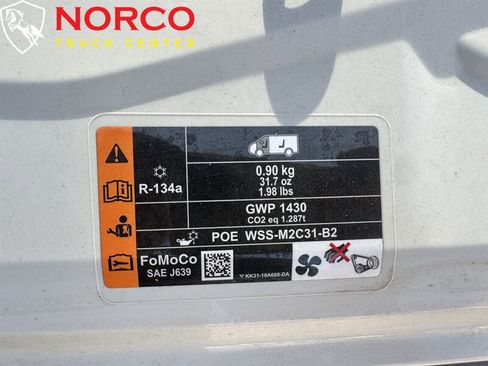 NORCO
TRUCK CENTER
R-134a
0.90 kg
31.7 oz
1.98 lbs
GWP 1430
CO2 eq 1.287t
POE WSS-M2C31-B2
FoMoCo
SAE J639
KK31-19A688-DA